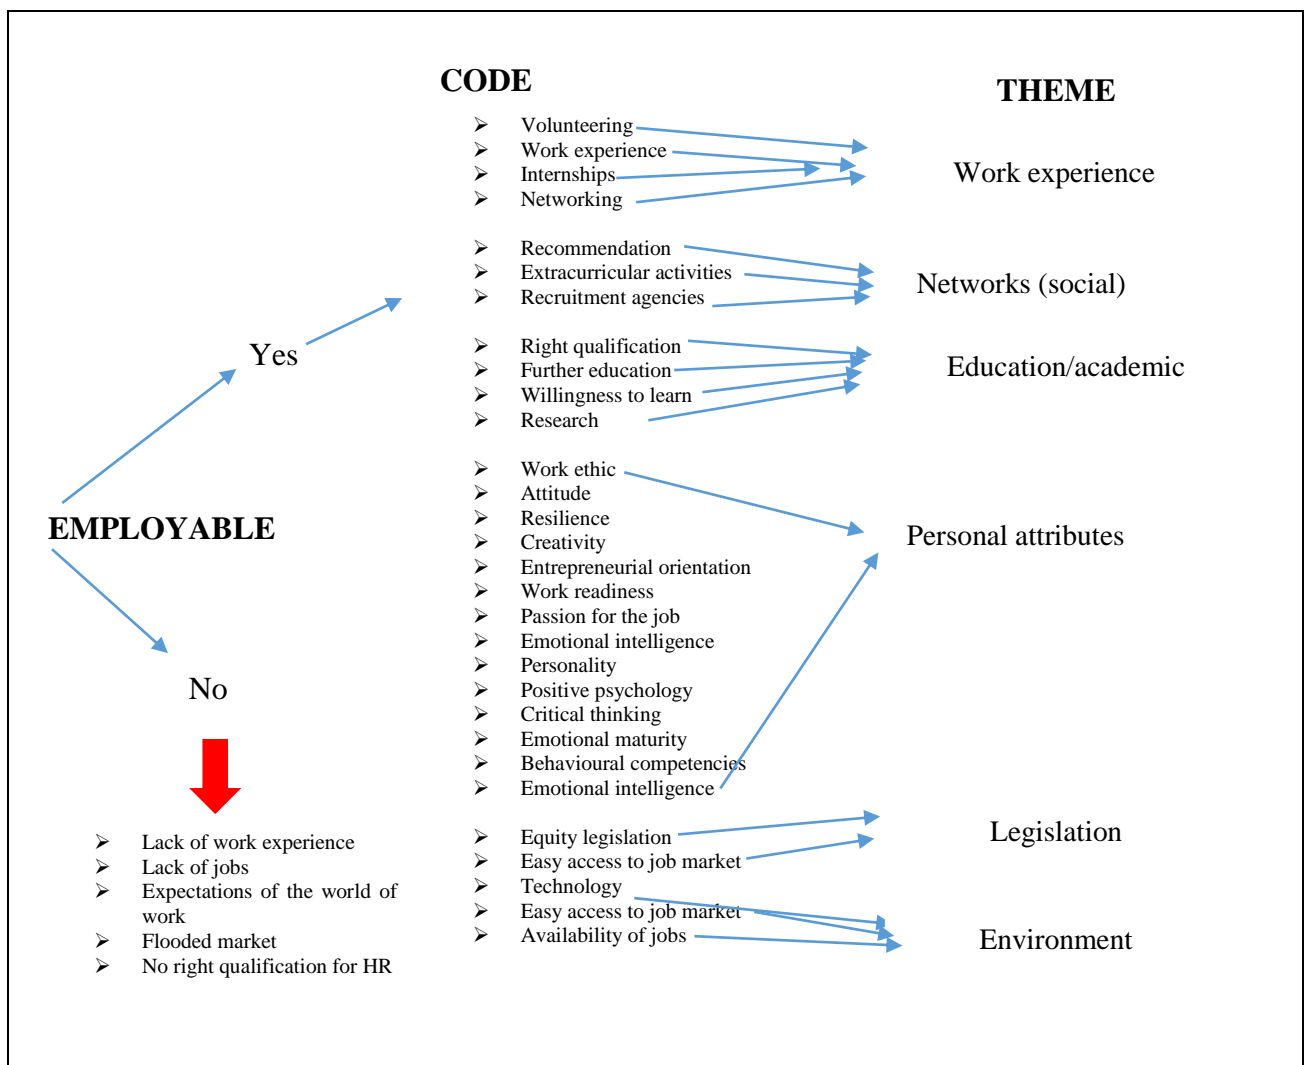 CODE
THEME
Volunteering
Work experience
Internships
Networking
Work experience
Recommendation
Extracurricular activities
Recruitment agencies
Networks (social)
Yes
Right qualification
Further education
Willingness to learn
Research
Education/academic
EMPLOYABLE
Work ethic
Attitude
Resilience
Creativity
Entrepreneurial orientation
Work readiness
Passion for the job
Emotional intelligence
Personality
Positive psychology
Critical thinking
Emotional maturity
Behavioural competencies
Emotional intelligence
Personal attributes
No
Lack of work experience
Lack of jobs
Expectations of the world of
work
Flooded market
No right qualification for HR
Equity legislation
Easy access to job market
Technology
Easy access to job market
Availability of jobs
Legislation
Environment